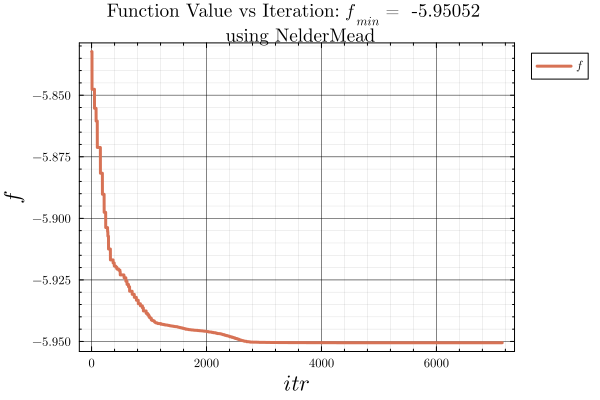 Function Value vs Iteration: f_min = -5.95052
using NelderMead
f
−5.850
−5.875
−5.900
−5.925
−5.950
f
0 2000 4000 6000
itr